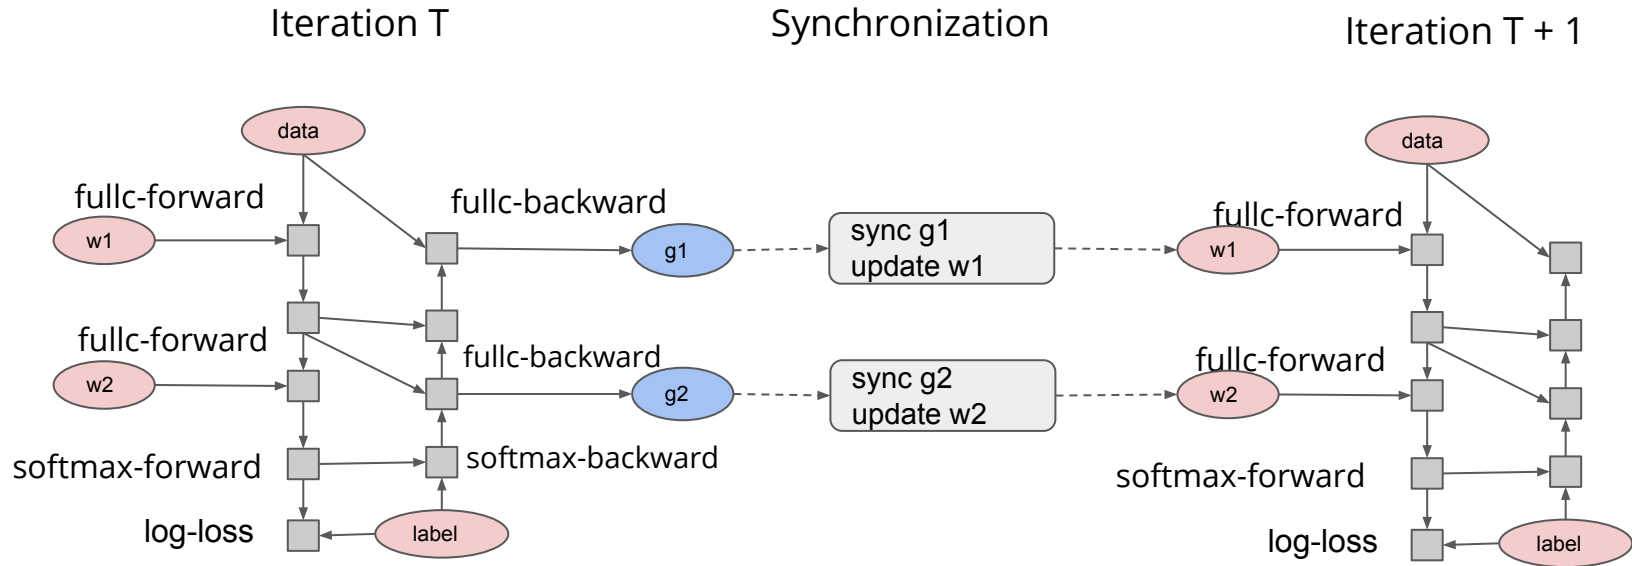 Iteration T
Synchronization
Iteration T + 1
data
fullc-forward
w1
fullc-backward
g1
sync g1
update w1
fullc-forward
w2
fullc-backward
g2
sync g2
update w2
softmax-forward
softmax-backward
log-loss
label
data
fullc-forward
w1
fullc-forward
w2
softmax-forward
log-loss
label